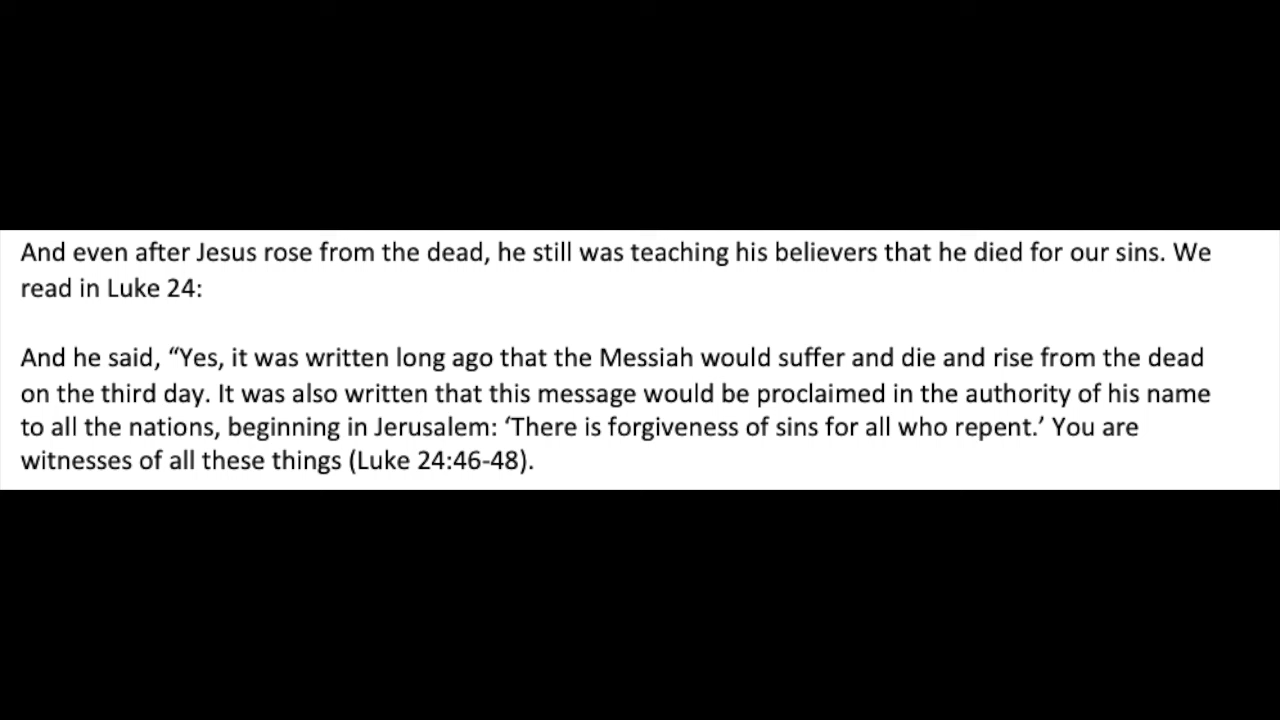 And even after Jesus rose from the dead, he still was teaching his believers that he died for our sins. We
read in Luke 24:
And he said, “Yes, it was written long ago that the Messiah would suffer and die and rise from the dead
on the third day. It was also written that this message would be proclaimed in the authority of his name
to all the nations, beginning in Jerusalem: ‘There is forgiveness of sins for all who repent.’ You are
witnesses of all these things (Luke 24:46-48).